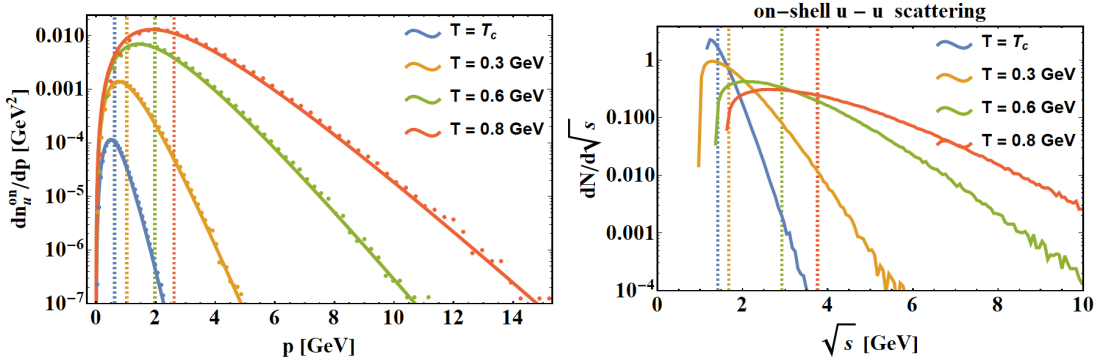 on-shell u - u scattering
0.010
0.001
10⁻⁴
10⁻⁵
10⁻⁶
10⁻⁷
dn_u^on/dp [GeV²]
T = T_c
T = 0.3 GeV
T = 0.6 GeV
T = 0.8 GeV
0 2 4 6 8 10 12 14
p [GeV]
1
0.100
0.010
0.001
10⁻⁴
dN/d√s
T = T_c
T = 0.3 GeV
T = 0.6 GeV
T = 0.8 GeV
0 2 4 6 8 10
√s [GeV]